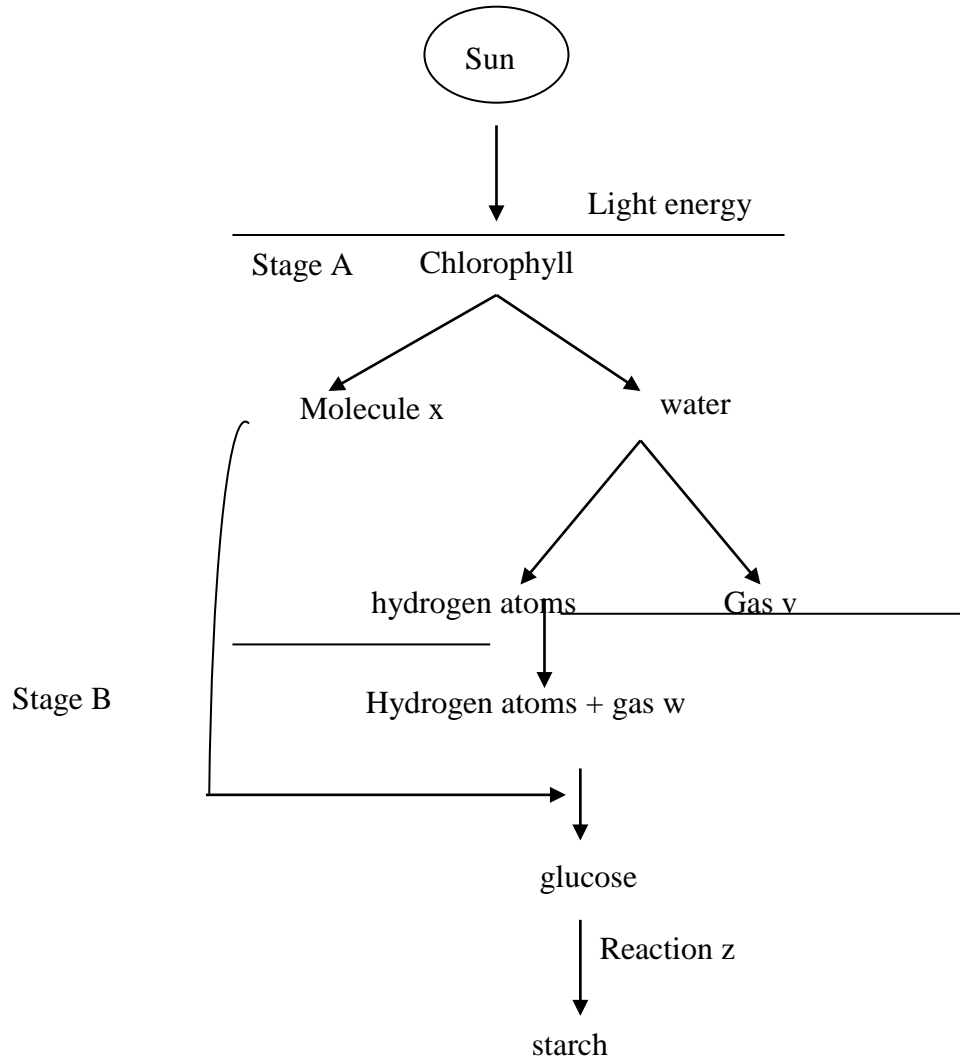 Sun
Light energy
Stage A
Chlorophyll
Molecule x
water
hydrogen atoms
Gas v
Stage B
Hydrogen atoms + gas w
glucose
Reaction z
starch